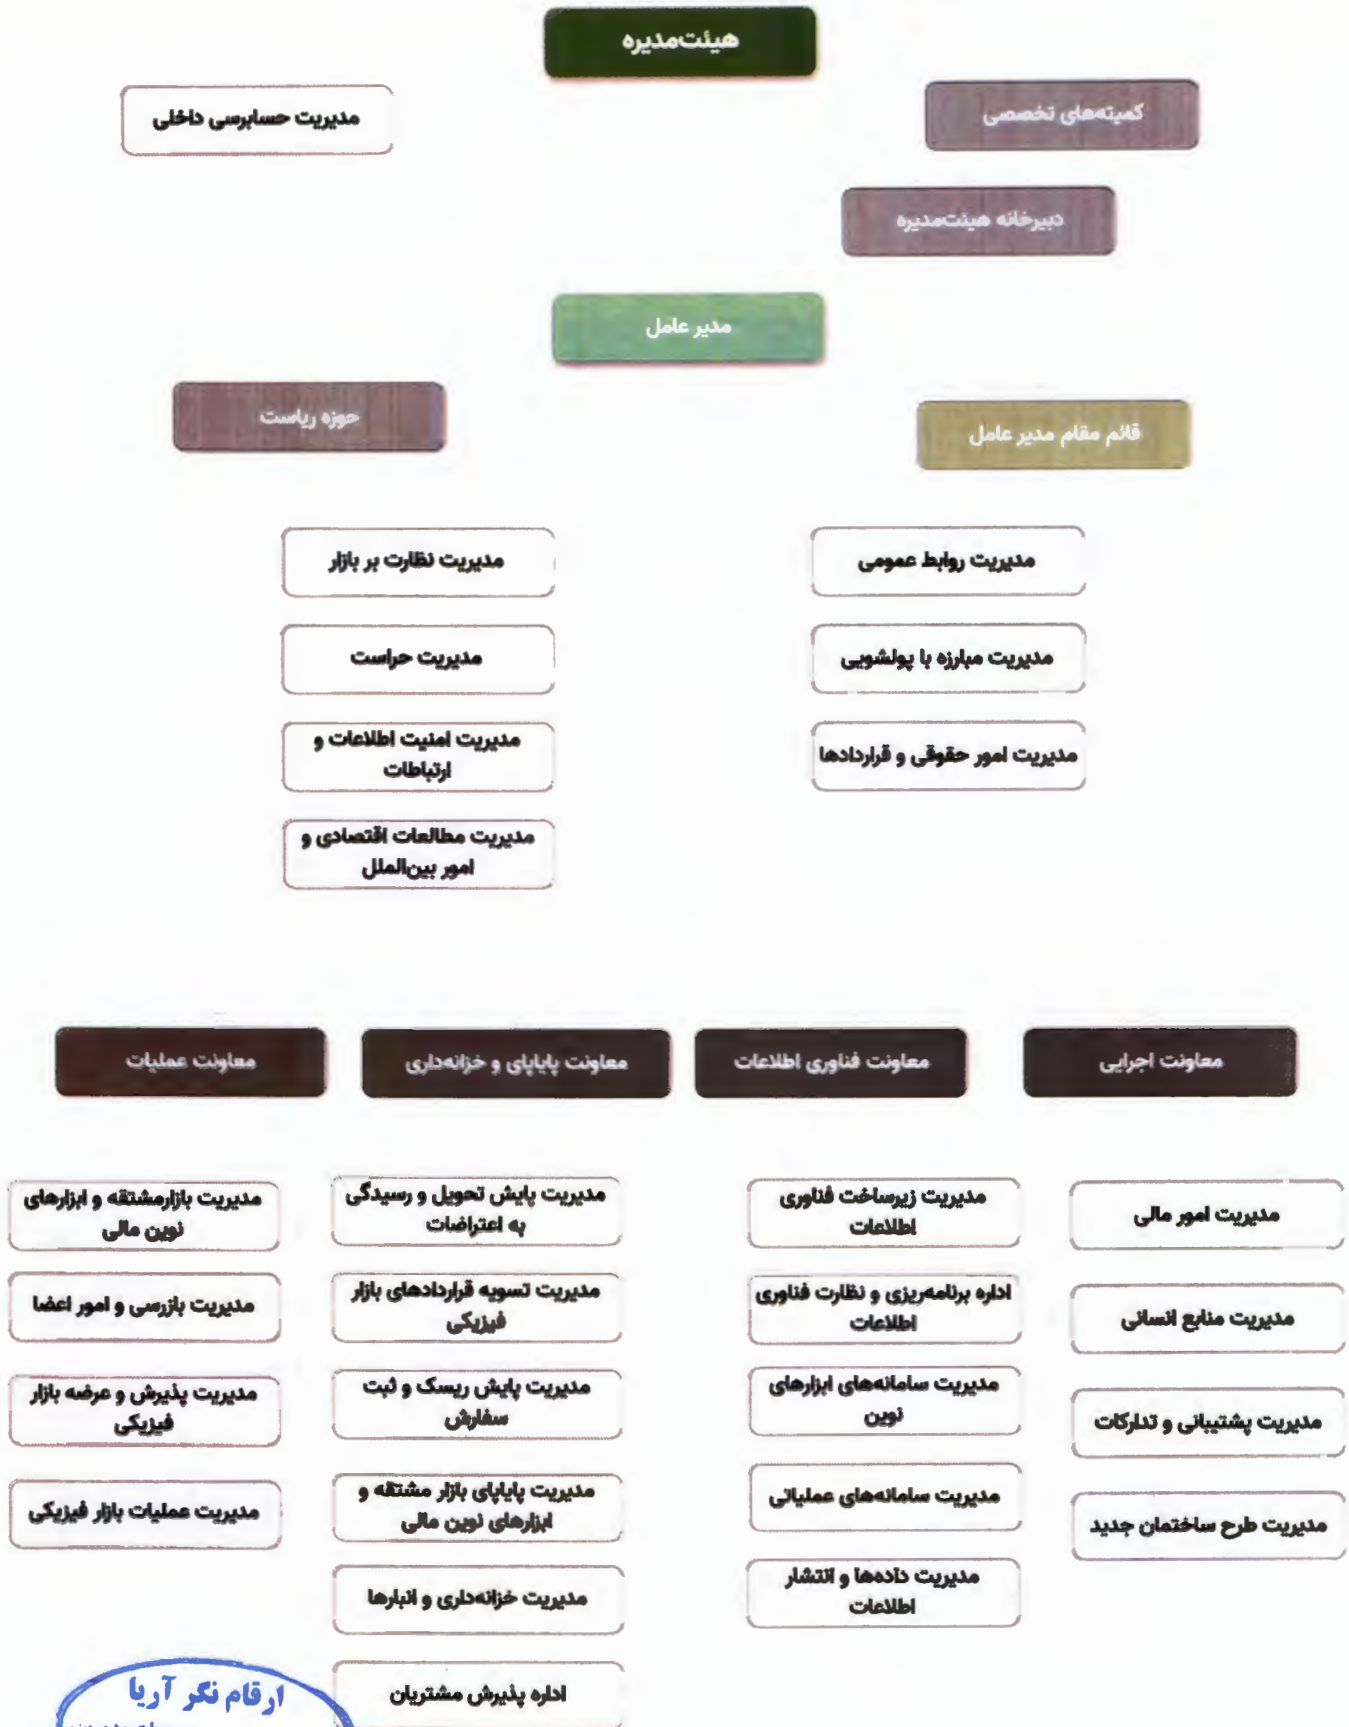 هیئت‌مدیره
کمیته‌های تخصصی
مدیریت حسابرسی داخلی
دبیرخانه هیئت‌مدیره
مدیر عامل
حوزه ریاست
قائم مقام مدیر عامل
مدیریت روابط عمومی
مدیریت مبارزه با پولشویی
مدیریت امور حقوقی و قراردادها
مدیریت نظارت بر بازار
مدیریت حراست
مدیریت امنیت اطلاعات و
ارتباطات
مدیریت مطالعات اقتصادی و
امور بین‌الملل
معاونت اجرایی
مدیریت امور مالی
مدیریت منابع انسانی
مدیریت پشتیبانی و تدارکات
مدیریت طرح ساختمان جدید
معاونت فناوری اطلاعات
مدیریت زیرساخت فناوری
اطلاعات
اداره برنامه‌ریزی و نظارت فناوری
اطلاعات
مدیریت سامانه‌های ابزارهای
نوین
مدیریت سامانه‌های عملیاتی
مدیریت داده‌ها و انتشار
اطلاعات
معاونت پایاپای و خزانه‌داری
مدیریت پایش تحویل و رسیدگی
به اعتراضات
مدیریت تسویه قراردادهای بازار
فیزیکی
مدیریت پایش ریسک و ثبت
سفارش
مدیریت پایاپای بازار مشتقه و
ابزارهای نوین مالی
مدیریت خزانه‌داری و انبارها
اداره پذیرش مشتریان
معاونت عملیات
مدیریت بازارمشتقه و ابزارهای
نوین مالی
مدیریت بازرسی و امور اعضا
مدیریت پذیرش و عرضه بازار
فیزیکی
مدیریت عملیات بازار فیزیکی
ارقام نگر آریا